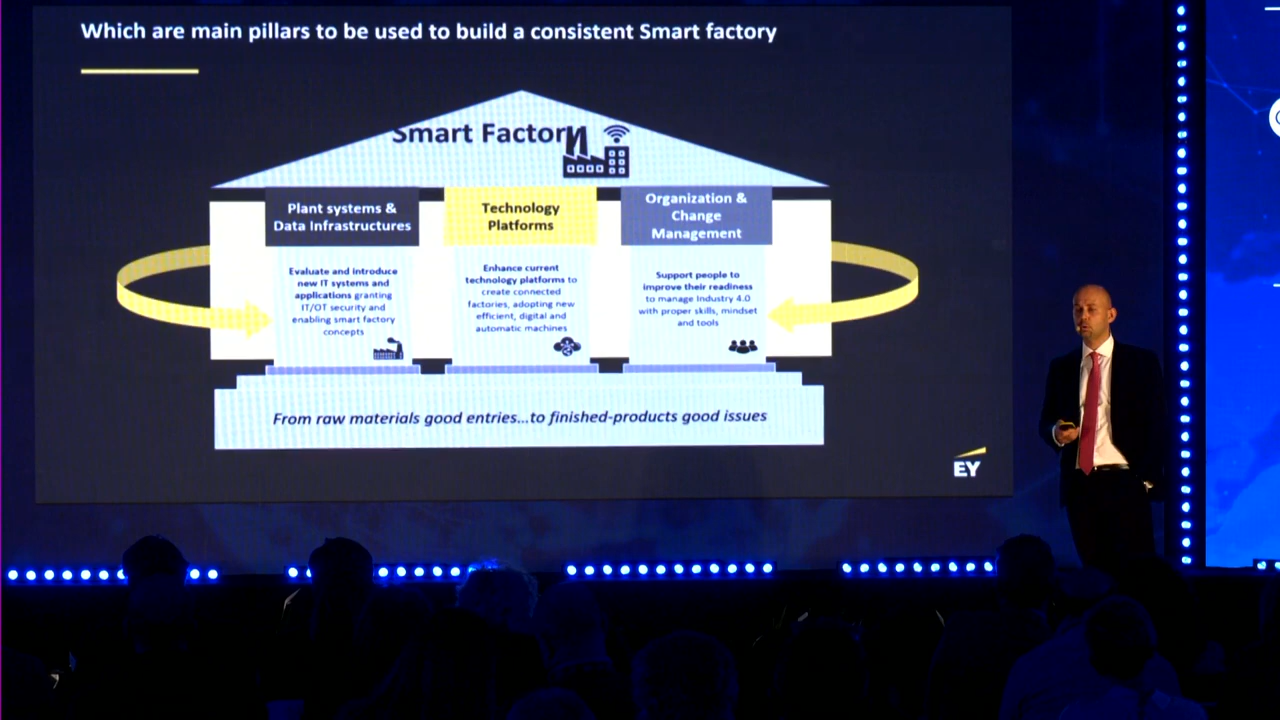 Which are main pillars to be used to build a consistent Smart factory
Smart Factory
Plant systems &
Data Infrastructures
Technology
Platforms
Organization &
Change
Management
Evaluate and introduce
new IT systems and
applications granting
IT/OT security and
enabling smart factory
concepts
Enhance current
technology platforms to
create connected
factories, adopting new
efficient, digital and
automatic machines
Support people to
improve their readiness
to manage Industry 4.0
with proper skills, mindset
and tools
From raw materials good entries...to finished-products good issues
EY